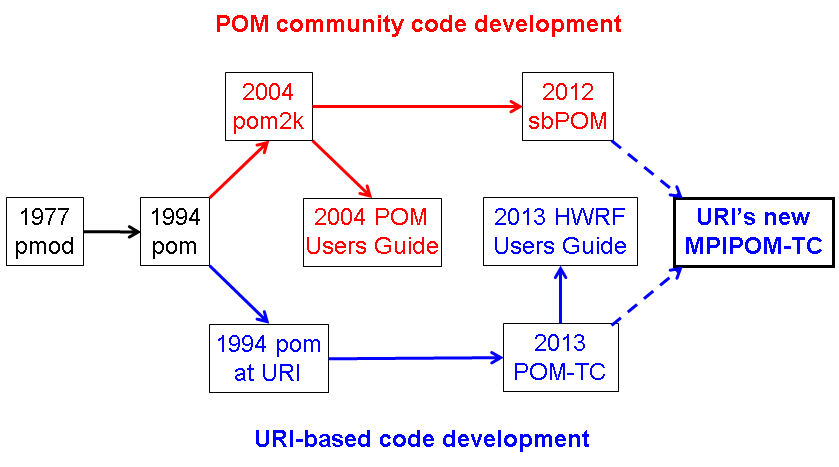 POM community code development
2004
pom2k
2012
sbPOM
1977
pmod
1994
pom
2004 POM
Users Guide
2013 HWRF
Users Guide
URI's new
MPIPOM-TC
1994 pom
at URI
2013
POM-TC
URI-based code development